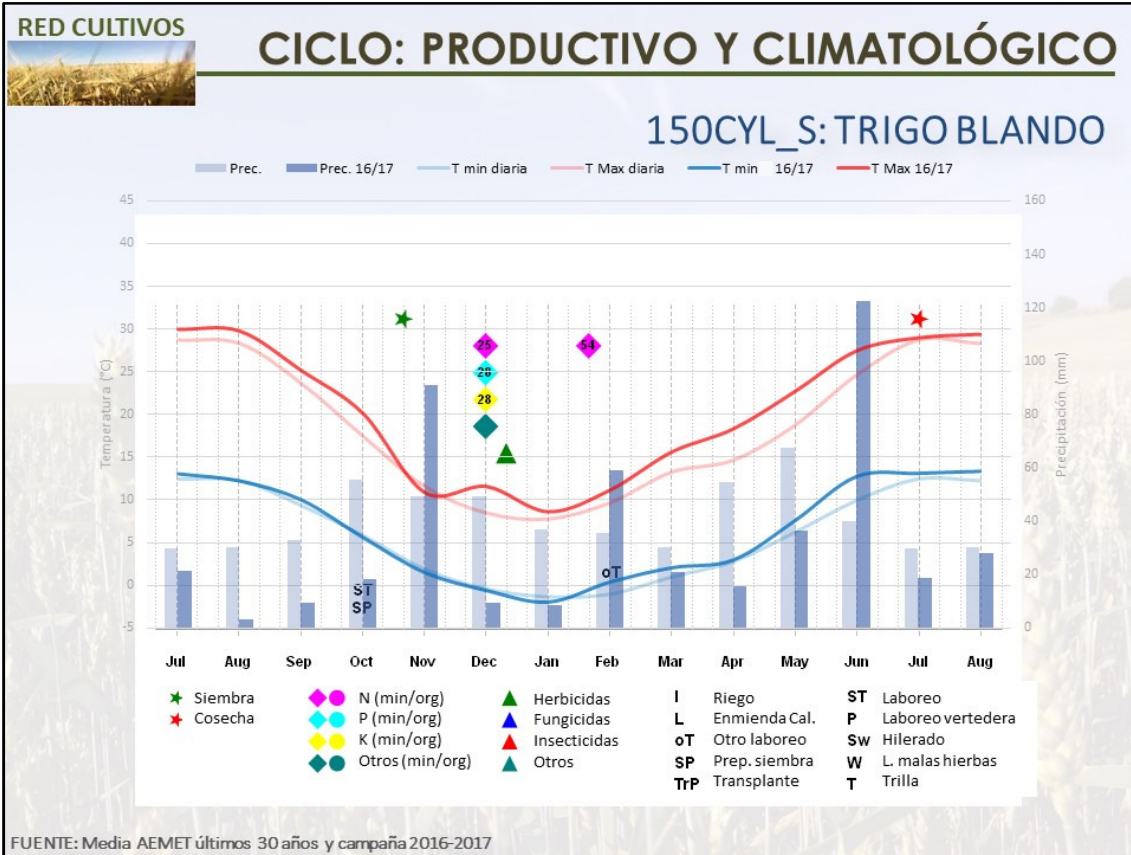 RED CULTIVOS
CICLO: PRODUCTIVO Y CLIMATOLÓGICO
150CYL_S: TRIGO BLANDO
Prec. Prec. 16/17 T min diaria T Max diaria T min 16/17 T Max 16/17
45 160
40 140
35 120
30 100
25 80
20 60
15 40
10 20
5 0
0
-5
Temperatura (°C)
Precipitación (mm)
25 54
28
28
oT
ST
SP
Jul Aug Sep Oct Nov Dec Jan Feb Mar Apr May Jun Jul Aug
Siembra N (min/org) Herbicidas I Riego ST Laboreo
Cosecha P (min/org) Fungicidas L Enmienda Cal. P Laboreo vertedera
K (min/org) Insecticidas oT Otro laboreo Sw Hilerado
Otros (min/org) Otros SP Prep. siembra W L. malas hierbas
TrP Transplante T Trilla
FUENTE: Media AEMET últimos 30 años y campaña 2016-2017